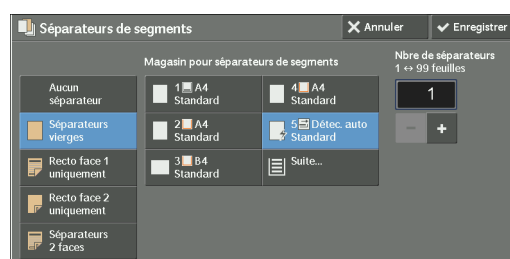 Séparateurs de segments
Annuler
Enregistrer
Aucun
séparateur
Séparateurs
vierges
Recto face 1
uniquement
Recto face 2
uniquement
Séparateurs
2 faces
Magasin pour séparateurs de segments
1 A4
Standard
2 A4
Standard
3 B4
Standard
4 A4
Standard
5 Détec. auto
Standard
Suite...
Nbre de séparateurs
1 ↔ 99 feuilles
1
− +